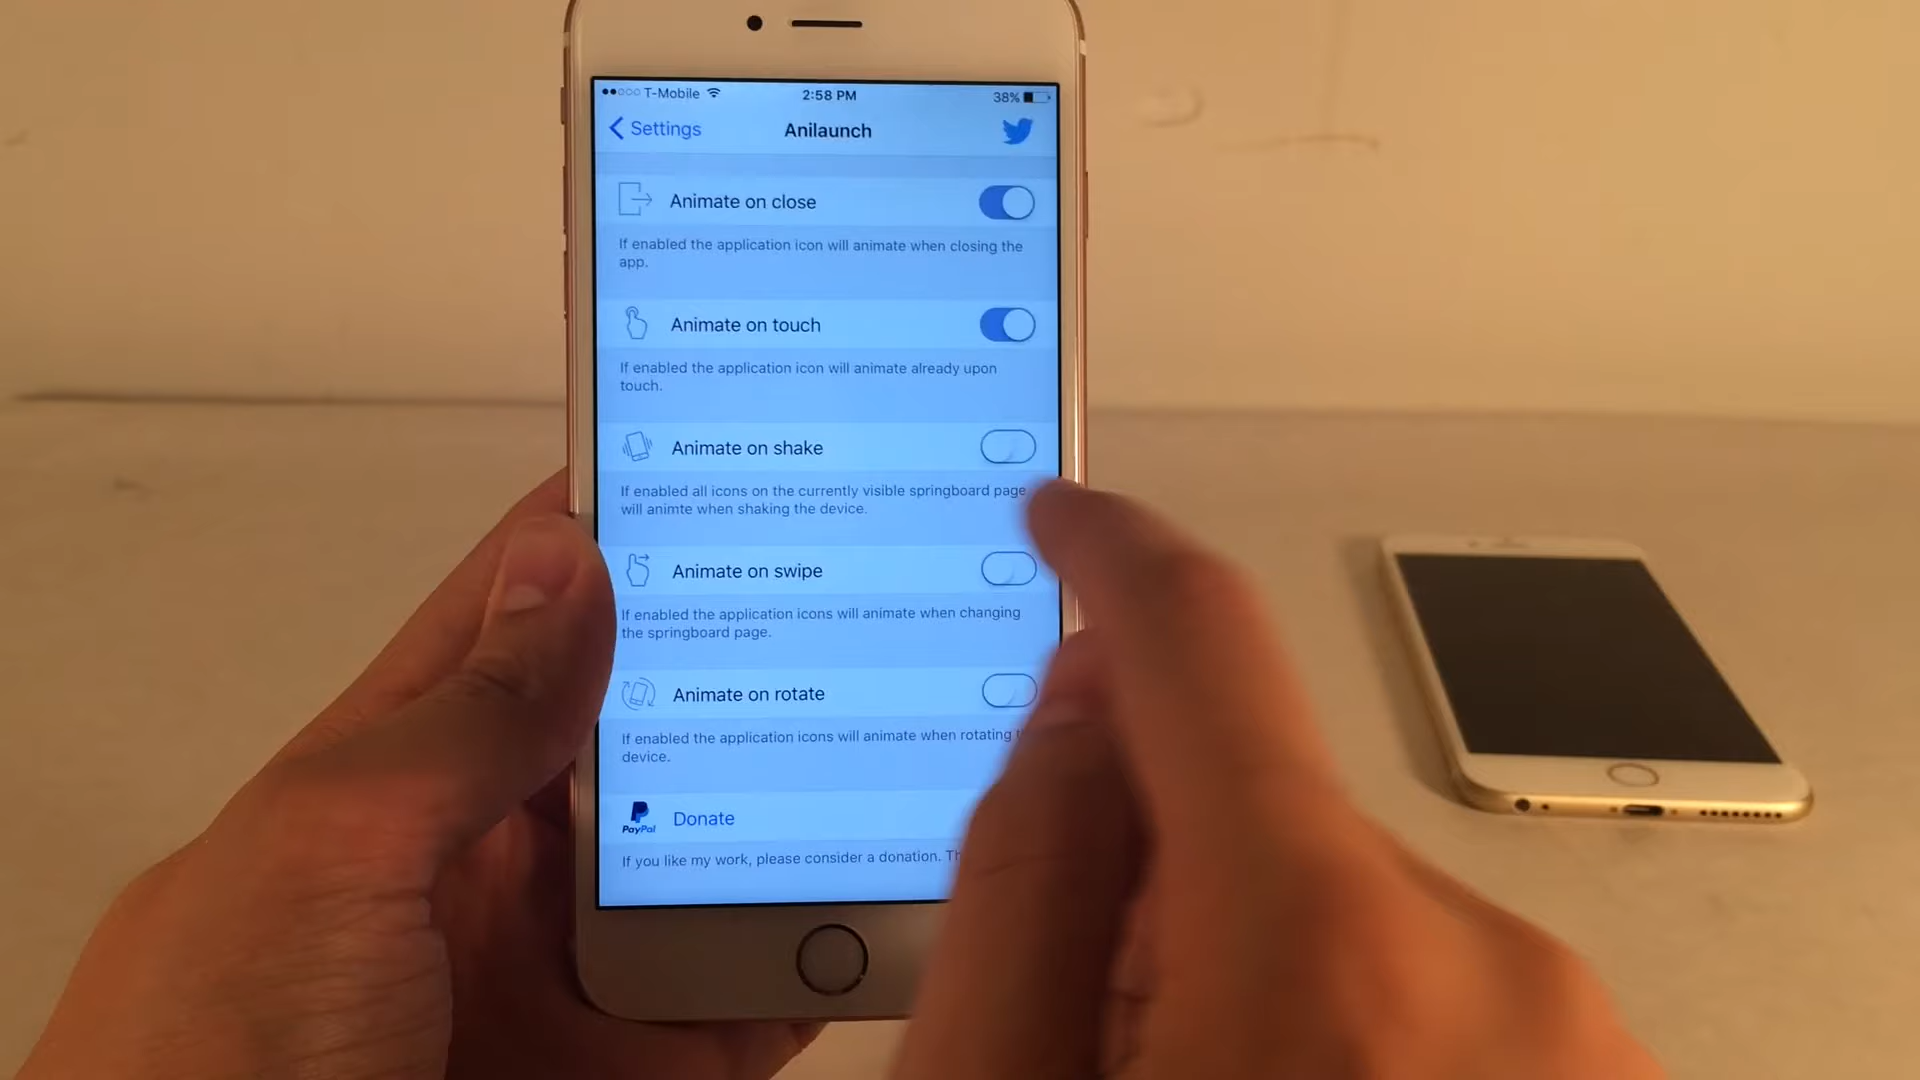 T-Mobile 2:58 PM 38%
Settings Anilaunch
Animate on close
If enabled the application icon will animate when closing the
app.
Animate on touch
If enabled the application icon will animate already upon
touch.
Animate on shake
If enabled all icons on the currently visible springboard page
will animte when shaking the device.
Animate on swipe
If enabled the application icons will animate when changing
the springboard page.
Animate on rotate
If enabled the application icons will animate when rotating
device.
PayPal Donate
If you like my work, please consider a donation.